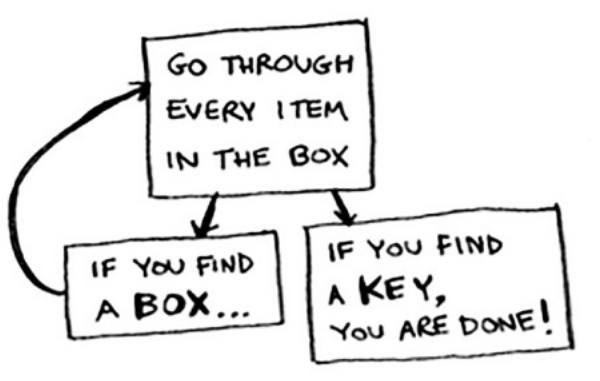 GO THROUGH
EVERY ITEM
IN THE BOX
IF YOU FIND
A BOX...
IF YOU FIND
A KEY,
YOU ARE DONE!